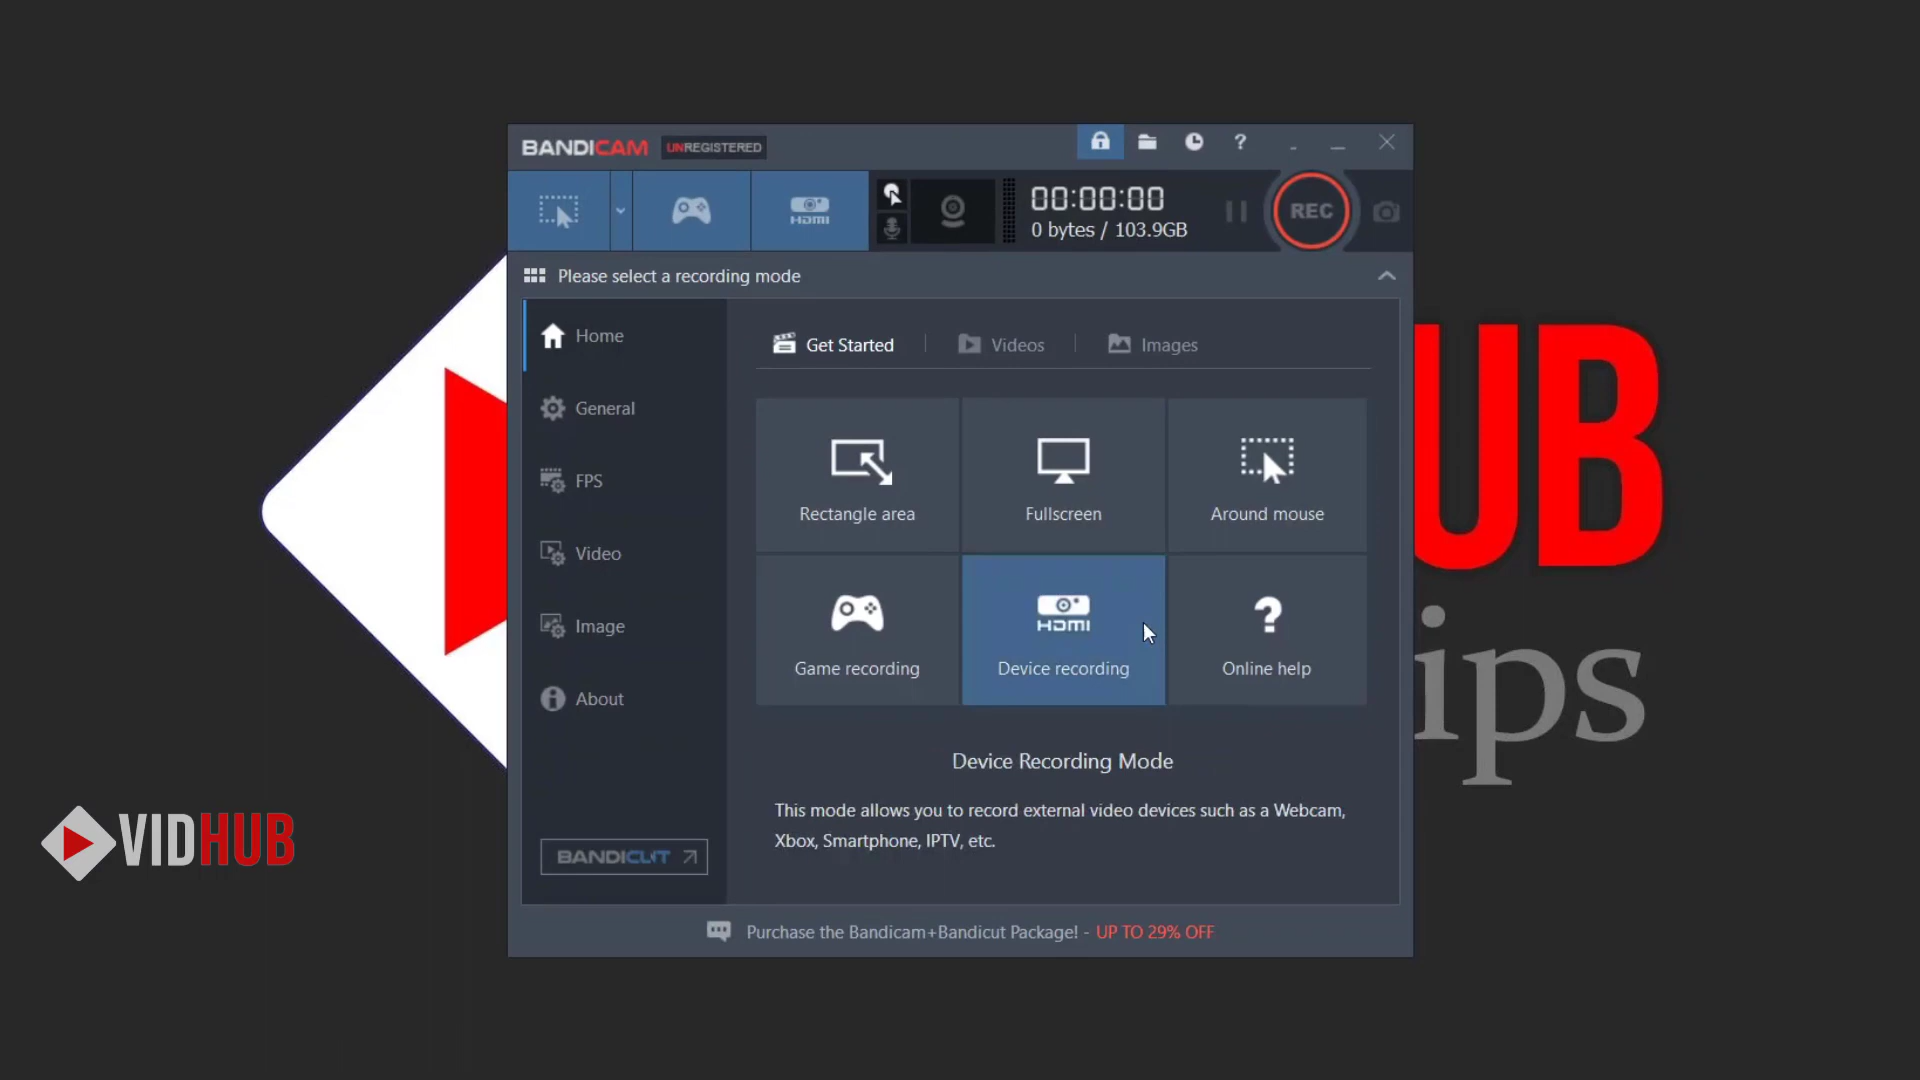 BANDICAM UNREGISTERED
?
HDMI
00:00:00
0 bytes / 103.9GB
REC
Please select a recording mode
Home
General
FPS
Video
Image
About
BANDICUT
Get Started
Videos
Images
Rectangle area
Fullscreen
Around mouse
Game recording
HDMI
Device recording
?
Online help
Device Recording Mode
This mode allows you to record external video devices such as a Webcam,
Xbox, Smartphone, IPTV, etc.
Purchase the Bandicam+Bandicut Package! - UP TO 29% OFF
UB
ips
VIDHUB